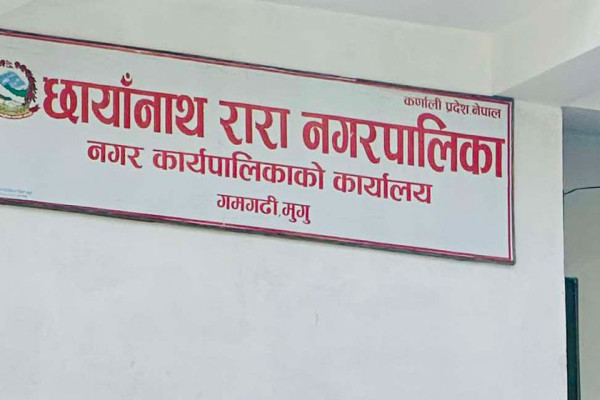 कर्णाली प्रदेश,नेपाल
छायाँनाथ रारा नगरपालिका
नगर कार्यपालिकाको कार्यालय
गमगढी,मुगु